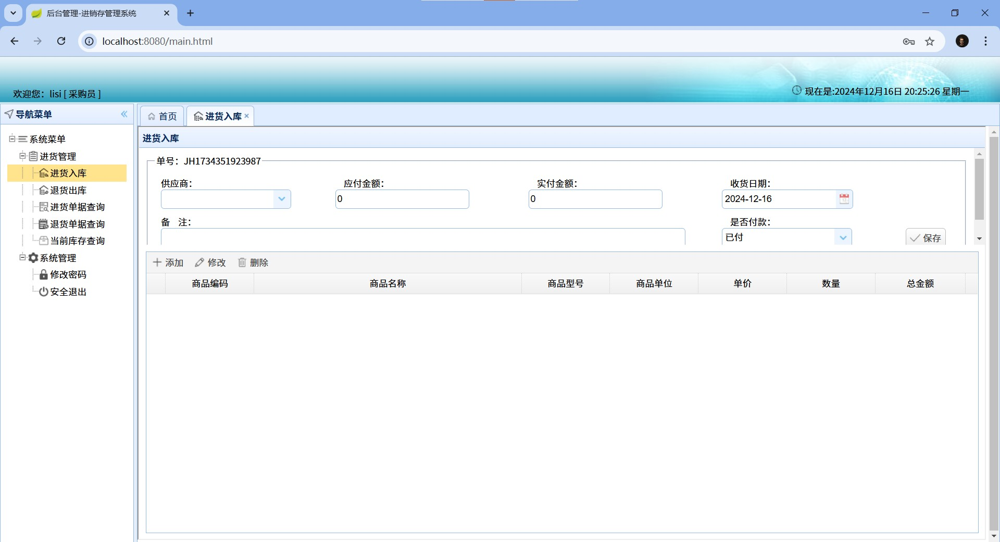 后台管理-进销存管理系统
localhost:8080/main.html
欢迎您：lisi [ 采购员 ]
现在是:2024年12月16日 20:25:26 星期一
导航菜单
系统菜单
进货管理
进货入库
退货出库
进货单据查询
退货单据查询
当前库存查询
系统管理
修改密码
安全退出
首页
进货入库
进货入库
单号：JH1734351923987
供应商： 应付金额： 实付金额： 收货日期：
0 0 2024-12-16
备 注： 是否付款：
已付 保存
添加 修改 删除
商品编码 商品名称 商品型号 商品单位 单价 数量 总金额